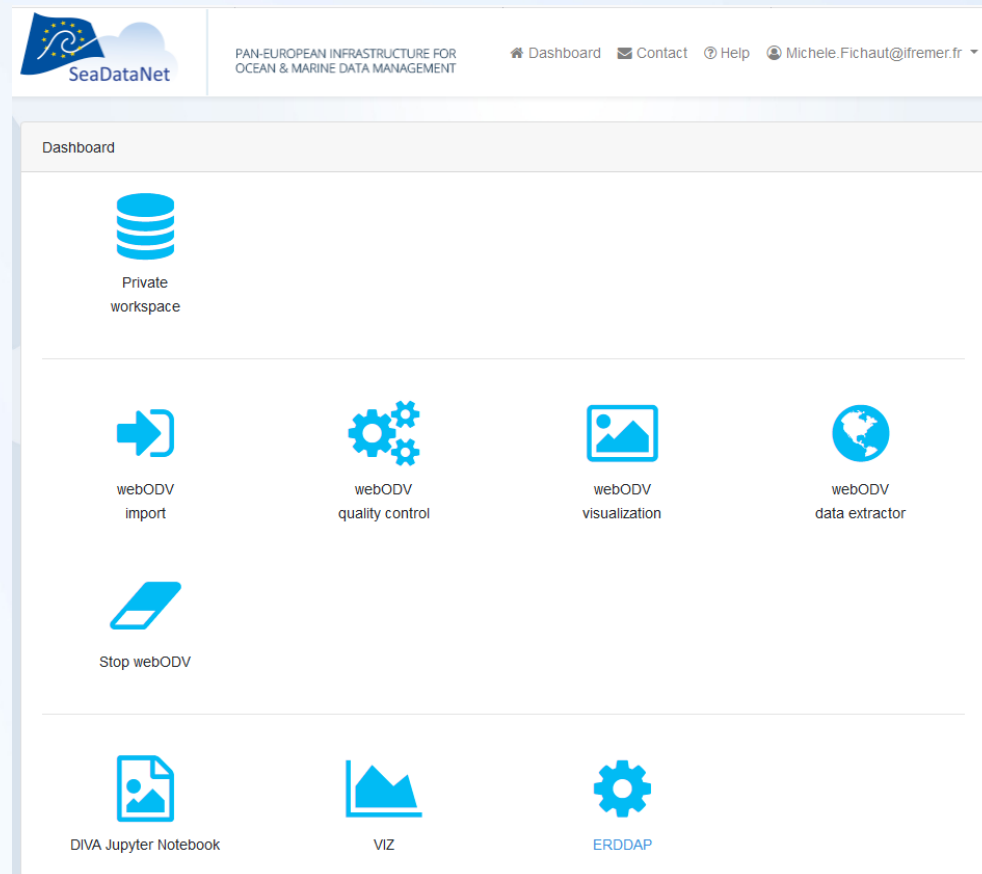 SeaDataNet
PAN-EUROPEAN INFRASTRUCTURE FOR
OCEAN & MARINE DATA MANAGEMENT
Dashboard
Contact
Help
Michele.Fichaut@ifremer.fr
Dashboard
Private
workspace
webODV
import
webODV
quality control
webODV
visualization
webODV
data extractor
Stop webODV
DIVA Jupyter Notebook
VIZ
ERDDAP